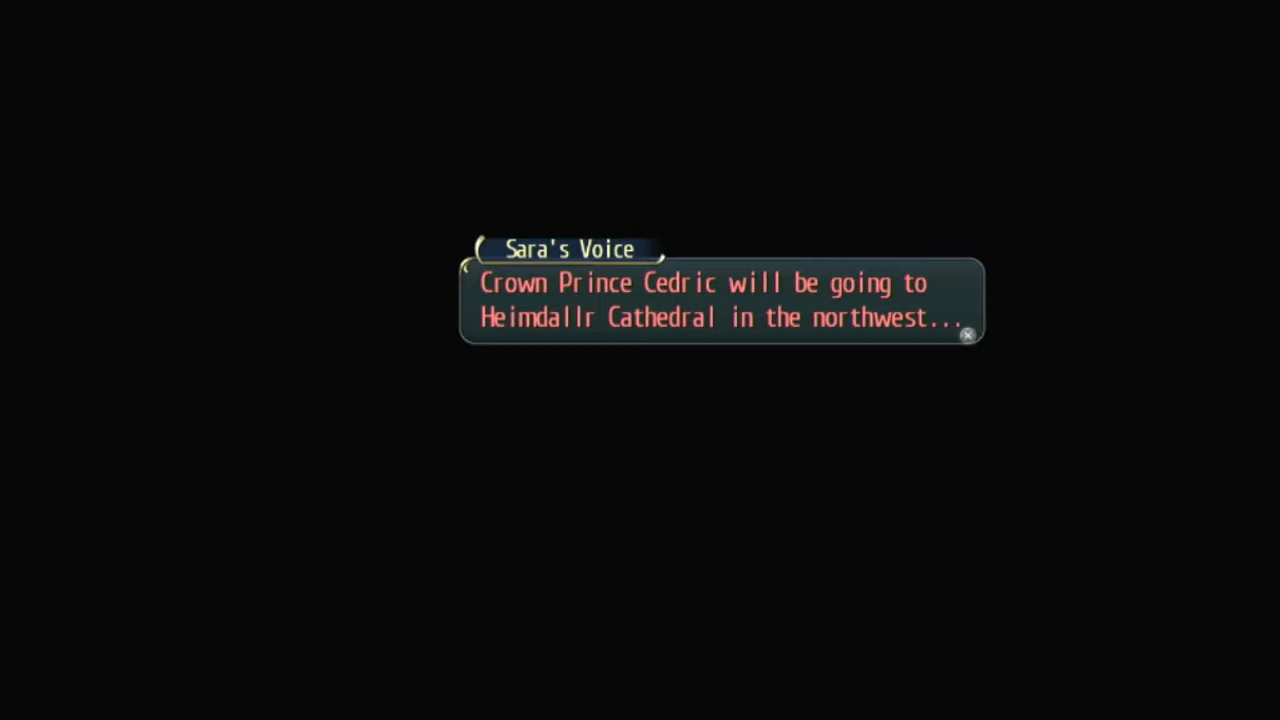 Sara's Voice
Crown Prince Cedric will be going to
Heimdallr Cathedral in the northwest...